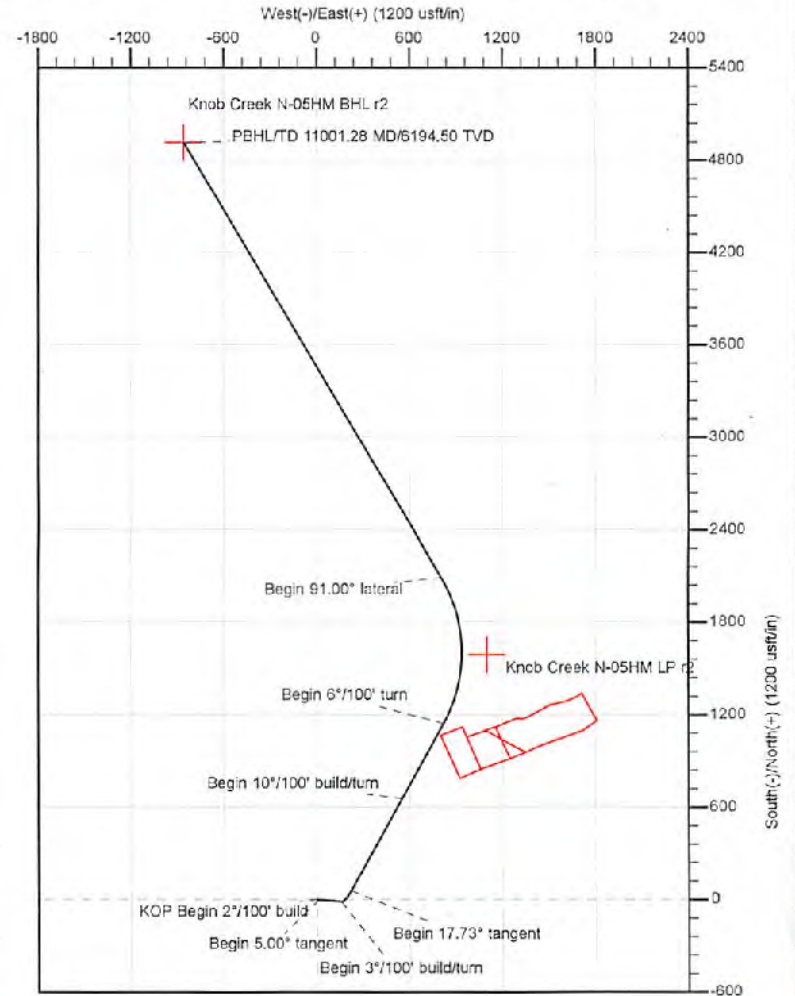 West(-)/East(+) (1200 usft/in)
-1800 -1200 -600 0 600 1200 1800 2400
5400
Knob Creek N-05HM BHL r2
PBHL/TD 11001.28 MD/6194.50 TVD
4800
4200
3600
3000
2400
Begin 91.00° lateral
1800
Knob Creek N-05HM LP r2
Begin 6°/100' turn
1200
Begin 10°/100' build/turn
600
South(-)/North(+) (1200 usft/in)
0
KOP Begin 2°/100' build
Begin 17.73° tangent
Begin 5.00° tangent
Begin 3°/100' build/turn
-600